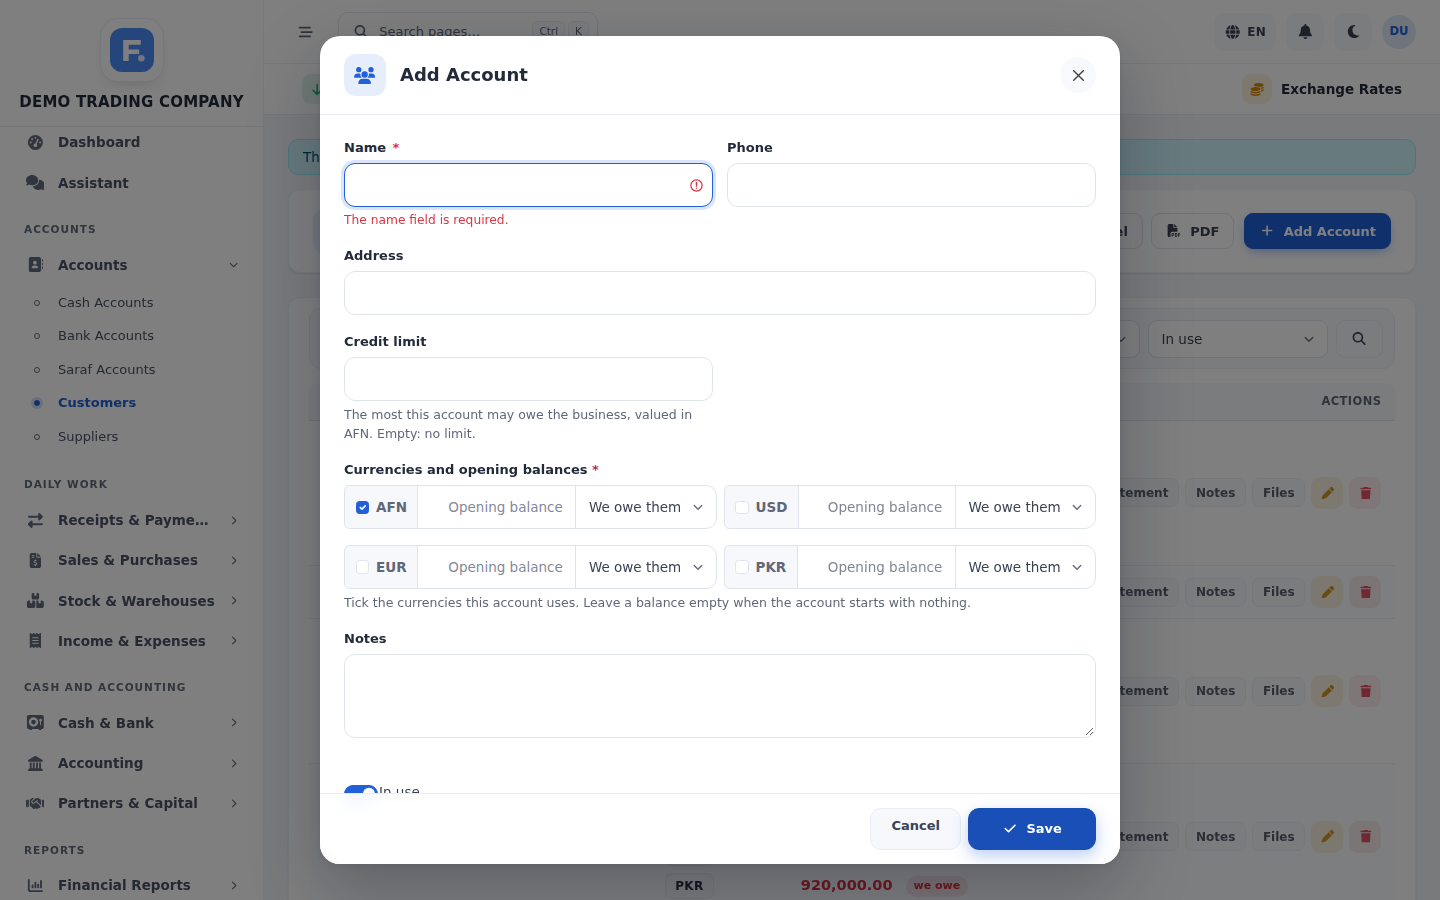 F.
DEMO TRADING COMPANY
Dashboard
Assistant
ACCOUNTS
Accounts
Cash Accounts
Bank Accounts
Saraf Accounts
Customers
Suppliers
DAILY WORK
Receipts & Payme...
Sales & Purchases
Stock & Warehouses
Income & Expenses
CASH AND ACCOUNTING
Cash & Bank
Accounting
Partners & Capital
REPORTS
Financial Reports
Search pages... Ctrl K
EN
DU
Exchange Rates
PDF
+ Add Account
In use
ACTIONS
Notes Files
Notes Files
Notes Files
Notes Files
PKR 920,000.00 we owe
Add Account
Name * Phone
The name field is required.
Address
Credit limit
The most this account may owe the business, valued in
AFN. Empty: no limit.
Currencies and opening balances *
AFN Opening balance We owe them USD Opening balance We owe them
EUR Opening balance We owe them PKR Opening balance We owe them
Tick the currencies this account uses. Leave a balance empty when the account starts with nothing.
Notes
In use
Cancel Save